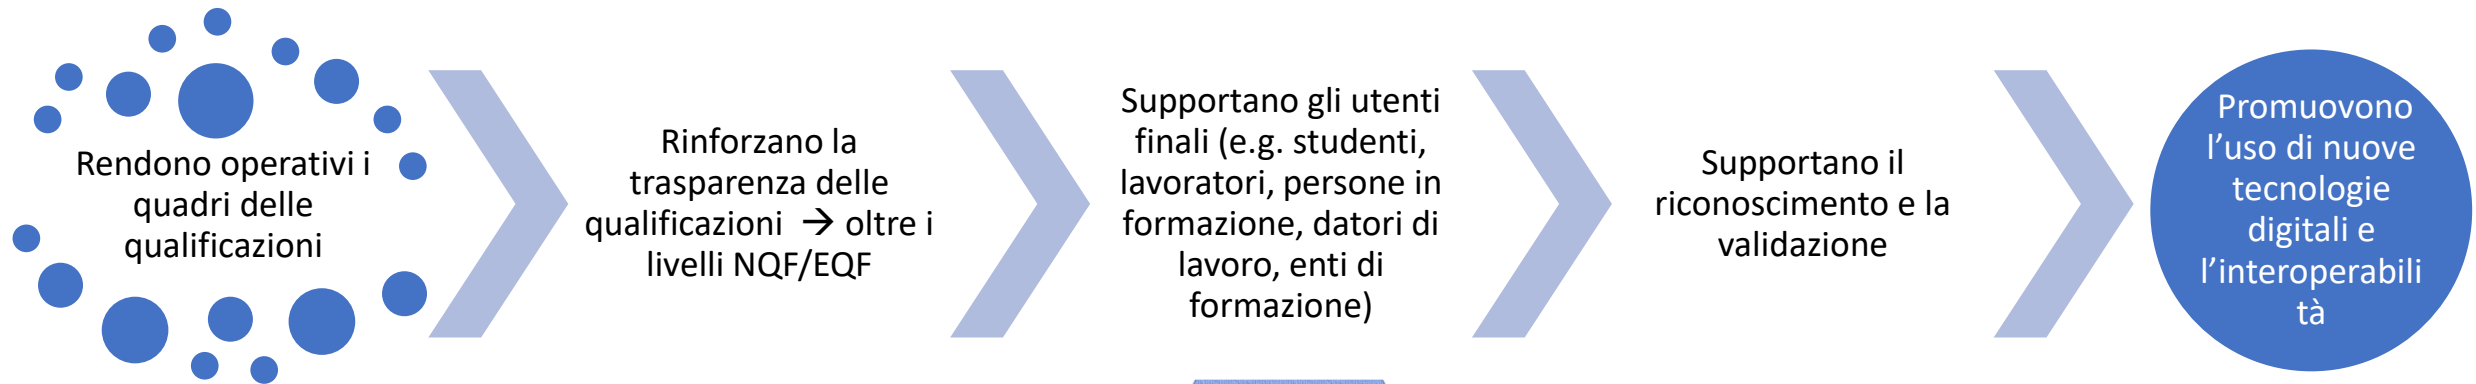 Rendono operativi i
quadri delle
qualificazioni
Rinforzano la
trasparenza delle
qualificazioni → oltre i
livelli NQF/EQF
Supportano gli utenti
finali (e.g. studenti,
lavoratori, persone in
formazione, datori di
lavoro, enti di
formazione)
Supportano il
riconoscimento e la
validazione
Promuovono
l’uso di nuove
tecnologie
digitali e
l’interoperabili
tà